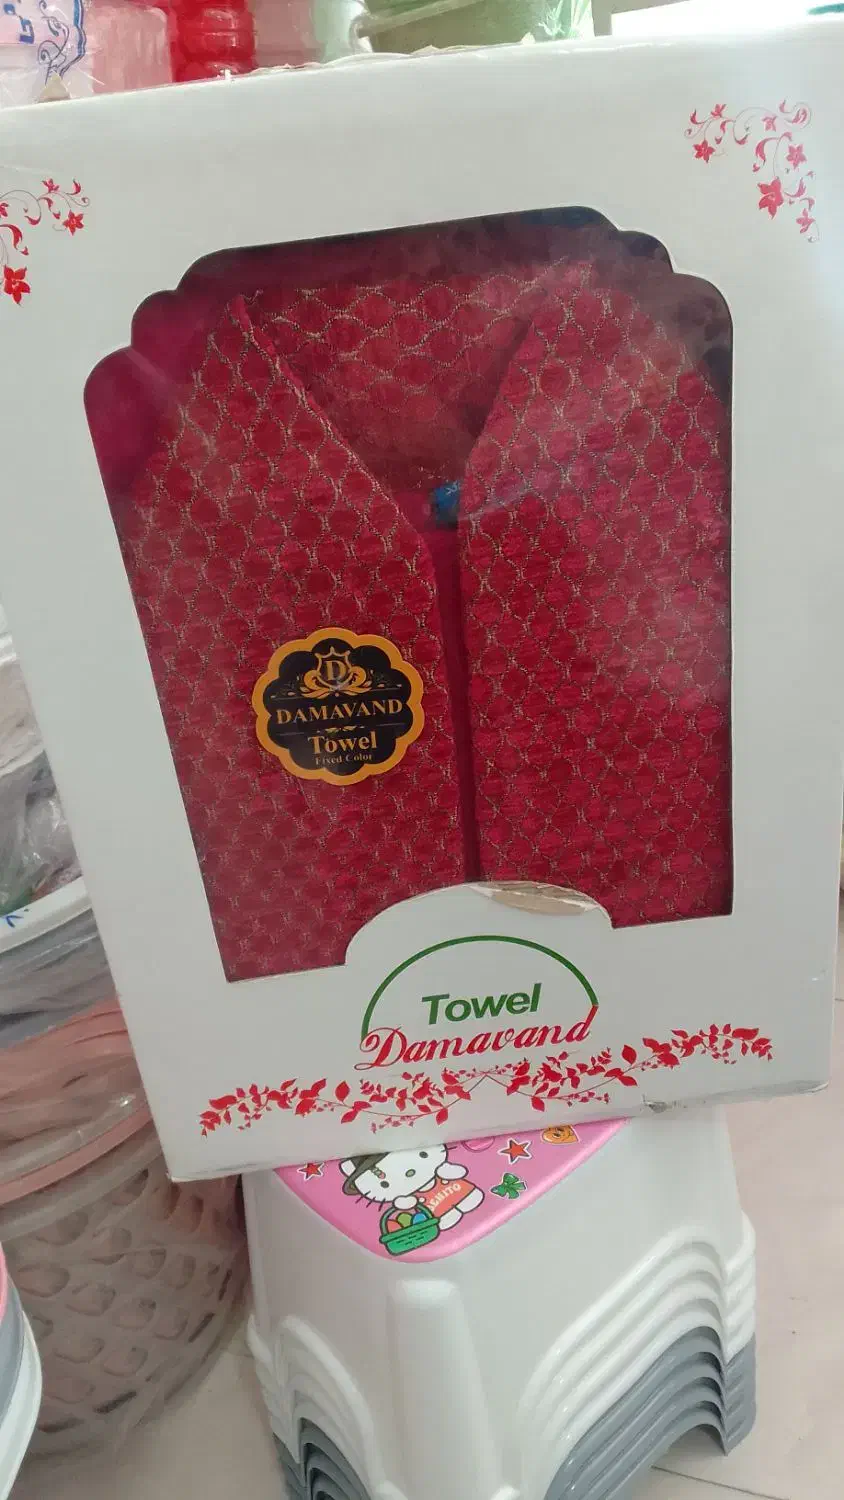 D
DAMAVAND
Towel
Fixed Color
Towel
Damavand